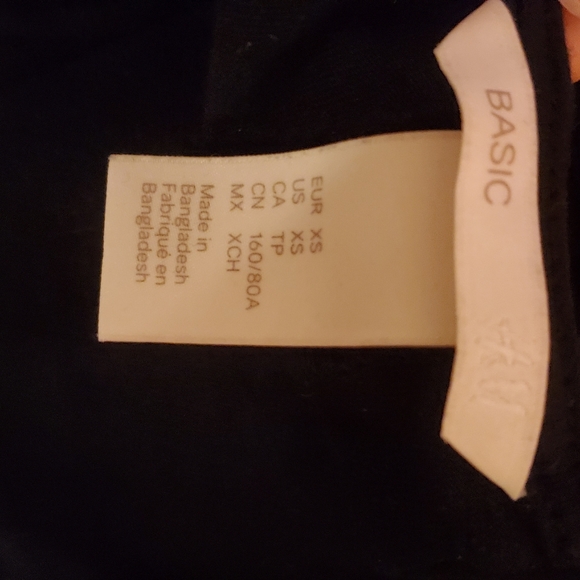 BASIC
H&M
EUR XS
US XS
CA TP
CN 160/80A
MX XCH
Made in
Bangladesh
Fabriqué en
Bangladesh